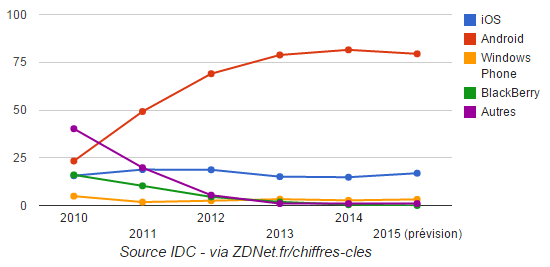 100
75
50
25
0
2010
2011
2012
2013
2014
2015 (prévision)
iOS
Android
Windows
Phone
BlackBerry
Autres
Source IDC - via ZDNet.fr/chiffres-cles